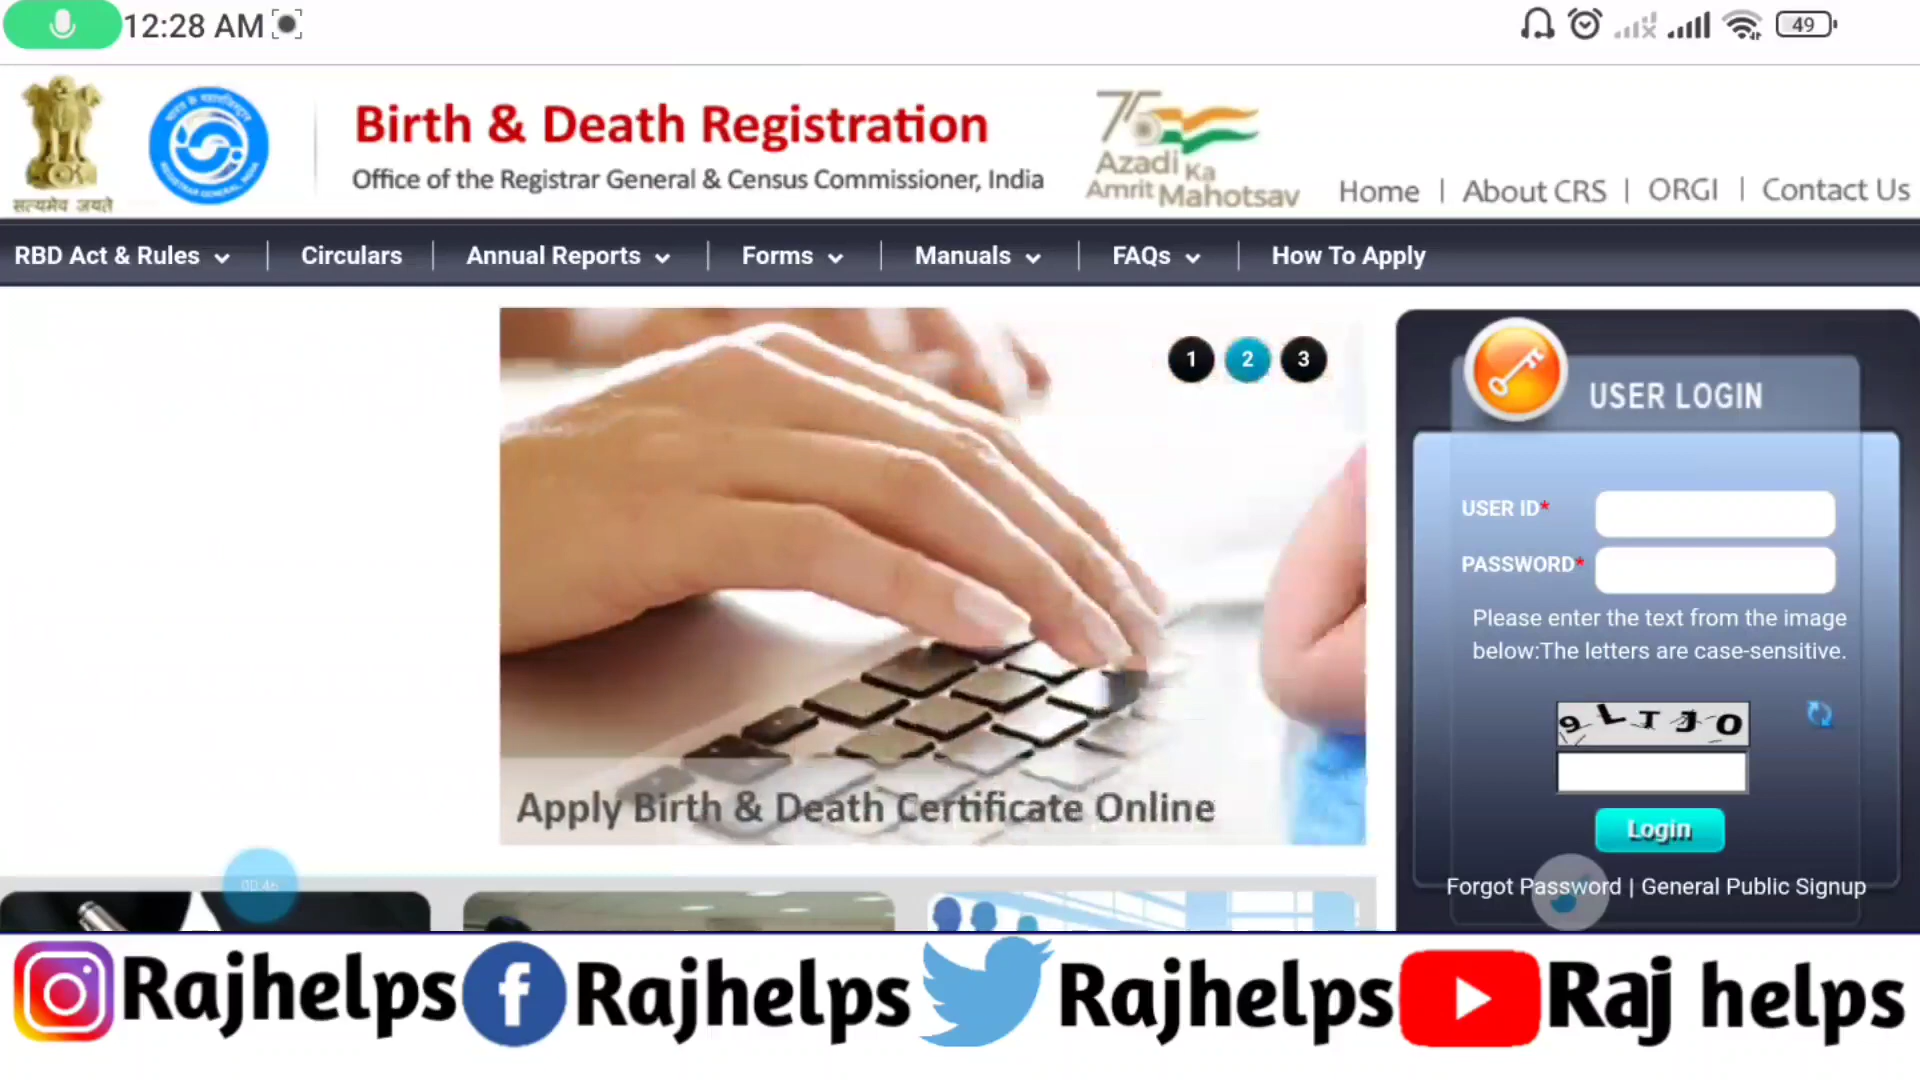 12:28 AM
49
सत्यमेव जयते
Birth & Death Registration
Office of the Registrar General & Census Commissioner, India
75
Azadi Ka
Amrit Mahotsav
Home | About CRS | ORGI | Contact Us
RBD Act & Rules | Circulars | Annual Reports | Forms | Manuals | FAQs | How To Apply
1 2 3
Apply Birth & Death Certificate Online
USER LOGIN
USER ID*
PASSWORD*
Please enter the text from the image
below:The letters are case-sensitive.
9LTJO
Login
Forgot Password | General Public Signup
00:46
Rajhelps Rajhelps Rajhelps Raj helps